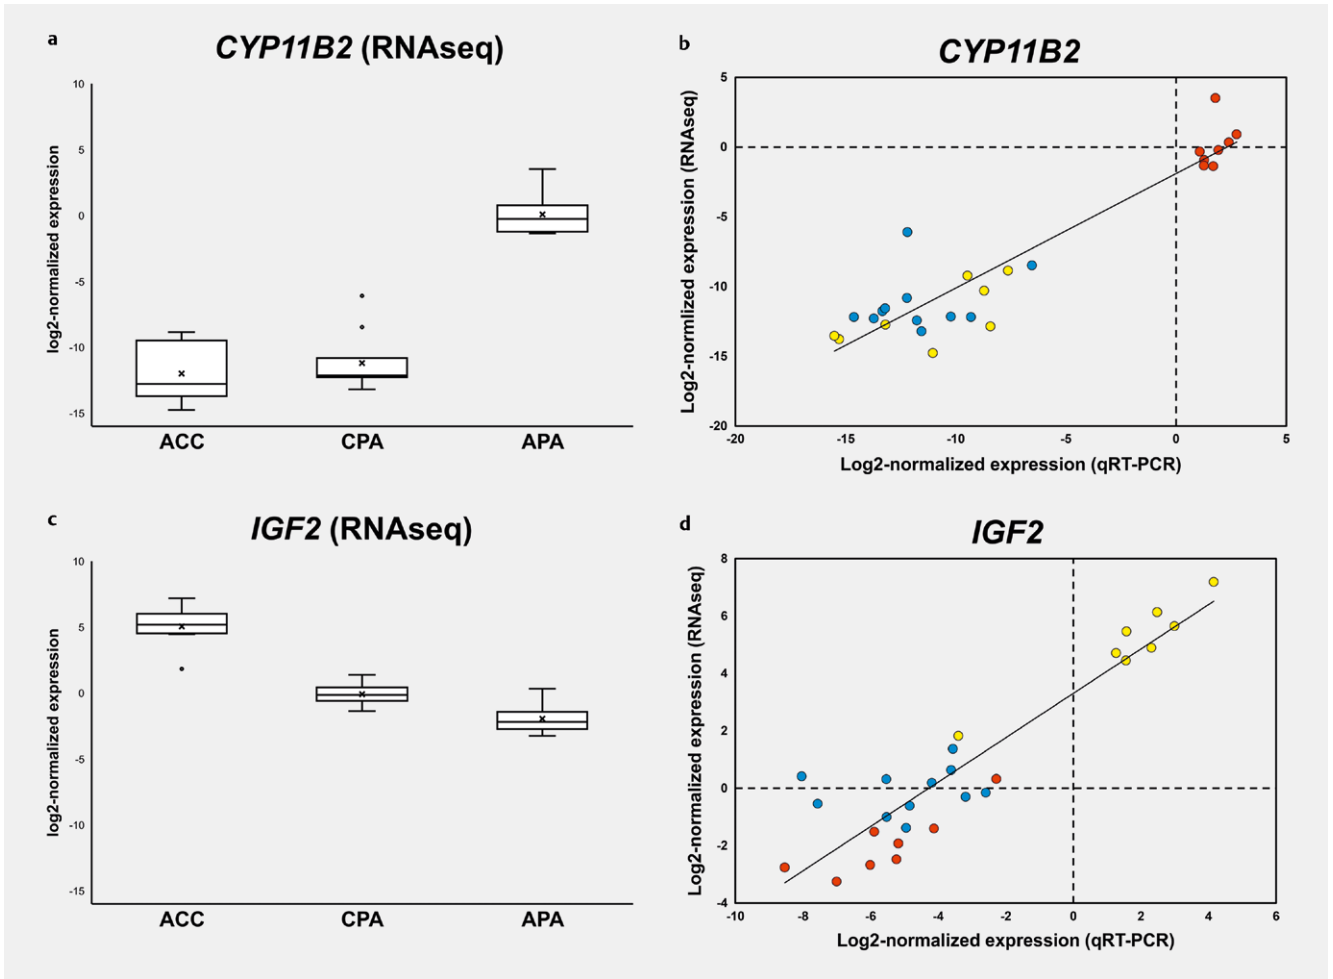 a
CYP11B2 (RNAseq)
log2-normalized expression
10
5
0
-5
-10
-15
ACC
CPA
APA
b
CYP11B2
Log2-normlized expression (RNAseq)
5
0
-5
-10
-15
-20
-20
-15
-10
-5
0
5
Log2-normalized expression (qRT-PCR)
c
IGF2 (RNAseq)
log2-normalized expression
10
5
0
-5
-10
-15
ACC
CPA
APA
d
IGF2
Log2-normalized expression (RNAseq)
8
6
4
2
0
-2
-4
-10
-8
-6
-4
-2
0
2
4
6
Log2-normalized expression (qRT-PCR)